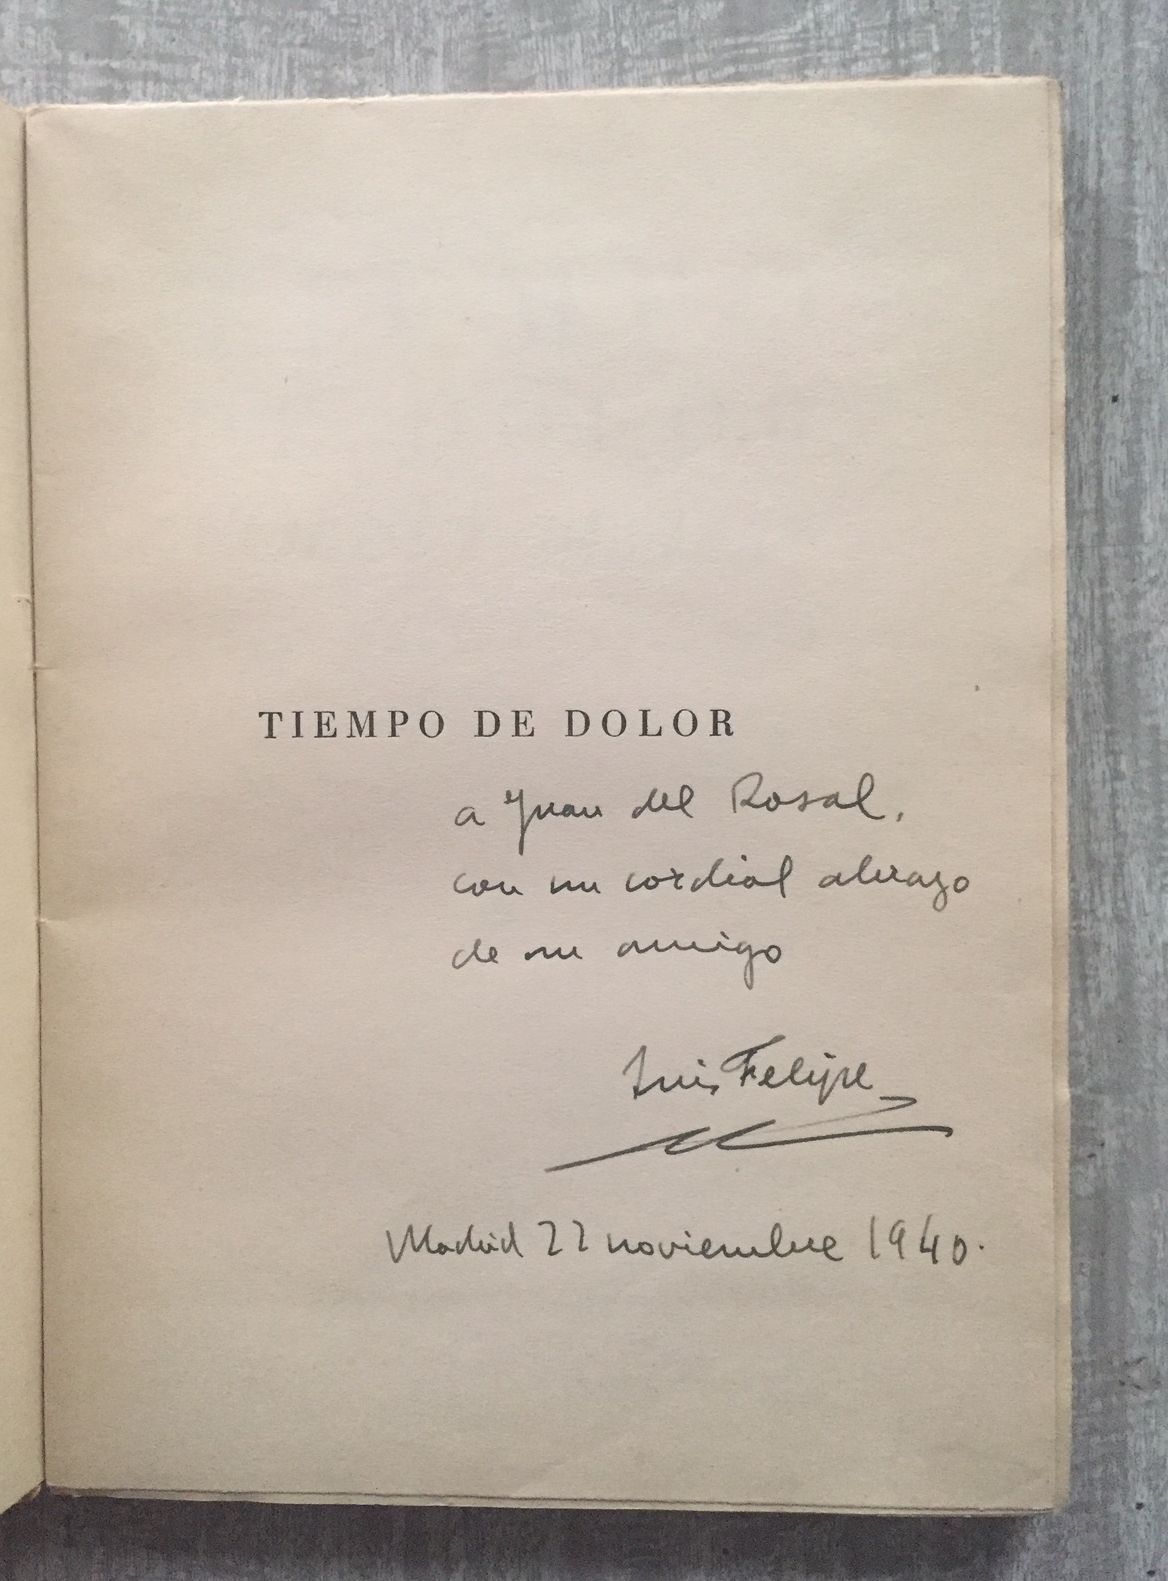 TIEMPO DE DOLOR
a Juan del Rosal,
con un cordial abrazo
de su amigo
Luis Felipe
Madrid 22 noviembre 1940.